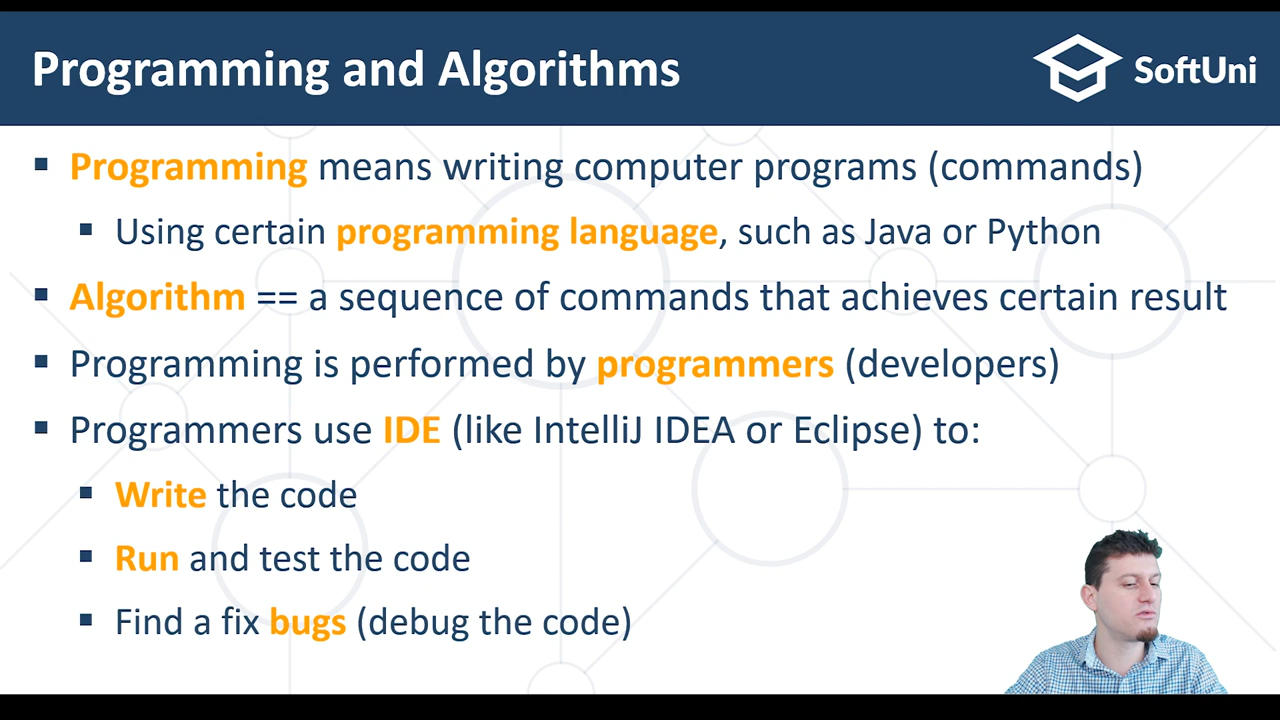 Programming and Algorithms
SoftUni
Programming means writing computer programs (commands)
Using certain programming language, such as Java or Python
Algorithm == a sequence of commands that achieves certain result
Programming is performed by programmers (developers)
Programmers use IDE (like IntelliJ IDEA or Eclipse) to:
Write the code
Run and test the code
Find a fix bugs (debug the code)